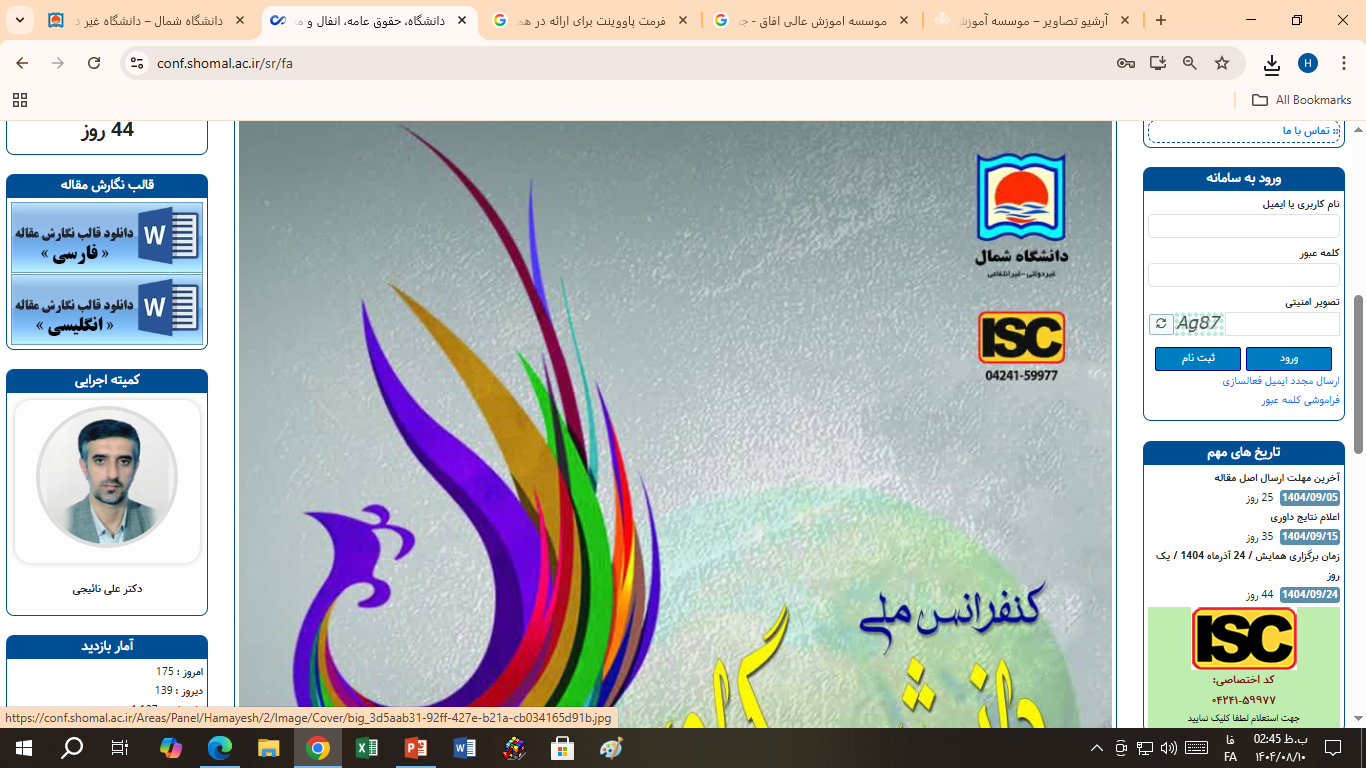 دانشگاه شمال – دانشگاه غیر د
دانشگاه، حقوق عامه، انفال و ما
فرمت پاووینت برای ارائه در هم
موسسه اموزش عالی افاق - ج
آرشیو تصاویر – موسسه آموزش
conf.shomal.ac.ir/sr/fa
H
All Bookmarks
:: تماس با ما
ورود به سامانه
نام کاربری یا ایمیل
کلمه عبور
تصویر امنیتی
Ag87
ورود
ثبت نام
ارسال مجدد ایمیل فعالسازی
فراموشی کلمه عبور
تاریخ های مهم
آخرین مهلت ارسال اصل مقاله
1404/09/05 25 روز
اعلام نتایج داوری
1404/09/15 35 روز
زمان برگزاری همایش / 24 آذرماه 1404 / یک
روز
1404/09/24 44 روز
ISC
کد اختصاصی:
۰۴۲۴۱-۵۹۹۷۷
جهت استعلام لطفا کلیک نمایید
دانشگاه شمال
غیردولتی - غیرانتفاعی
ISC
04241-59977
کنفرانس ملی
44 روز
قالب نگارش مقاله
دانلود قالب نگارش مقاله
« فارسی »
W
دانلود قالب نگارش مقاله
« انگلیسی »
W
کمیته اجرایی
دکتر علی نائیجی
آمار بازدید
امروز : 175
دیروز : 139
https://conf.shomal.ac.ir/Areas/Panel/Hamayesh/2/Image/Cover/big_3d5aab31-92ff-427e-b21a-cb034165d91b.jpg
فا
FA
02:45 ب.ظ
۱۴۰۴/۰۸/۱۰